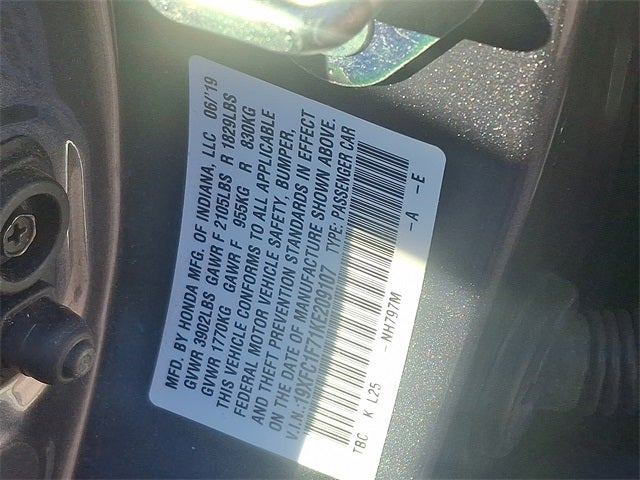 MFD. BY HONDA MFG. OF INDIANA, LLC 06/'19
GVWR 3902LBS GAWR F 2105LBS R 1829LBS
GVWR 1770KG GAWR F 955KG R 830KG
THIS VEHICLE CONFORMS TO ALL APPLICABLE
FEDERAL MOTOR VEHICLE SAFETY, BUMPER,
AND THEFT PREVENTION STANDARDS IN EFFECT
ON THE DATE OF MANUFACTURE SHOWN ABOVE.
V.I.N.:19XFC1F71KE209107 TYPE: PASSENGER CAR
TBC K L25 -NH797M -A -E